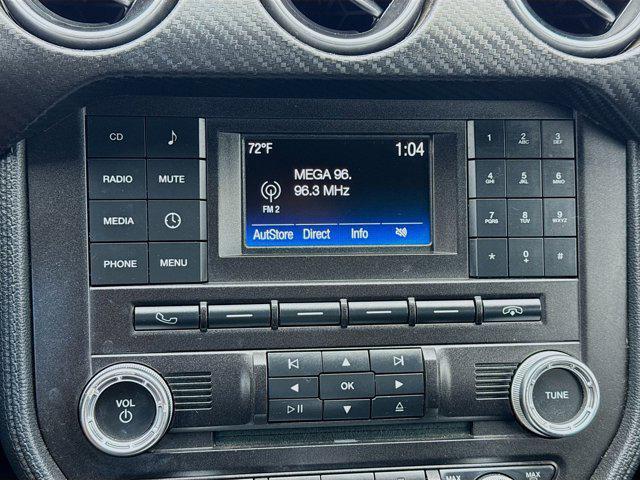 CD
RADIO MUTE
MEDIA
PHONE MENU
72°F 1:04
MEGA 96.
96.3 MHz
FM 2
AutStore Direct Info
1 2 ABC 3 DEF
4 GHI 5 JKL 6 MNO
7 PQRS 8 TUV 9 WXYZ
* 0 + #
OK
VOL
TUNE
MAX MAX